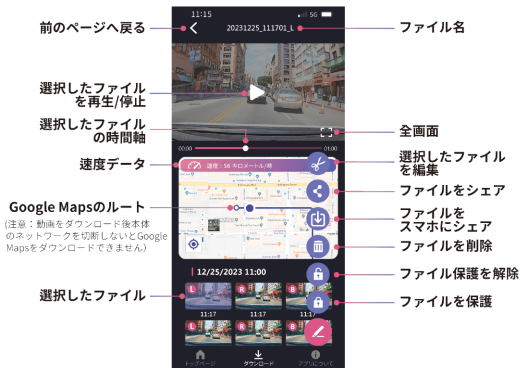 11:15
5G
前のページへ戻る
20231225_111701_L
ファイル名
選択したファイル
を再生/停止
選択したファイル
の時間軸
00:00
01:00
全画面
速度データ
速度：56 キロメートル/時
選択したファイル
を編集
ファイルをシェア
Google Mapsのルート
(注意：動画をダウンロード後本体
のネットワークを切断しないとGoogle
Mapsをダウンロードできません)
ファイルを
スマホにシェア
ファイルを削除
12/25/2023 11:00
ファイル保護を解除
選択したファイル
L
R
B
ファイルを保護
11:17
11:17
11:17
L
R
B
トップページ
ダウンロード
アプリについて